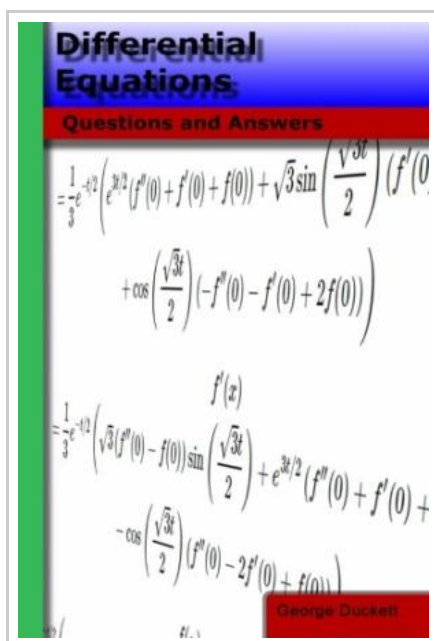 Differential
Equations
Questions and Answers
= 1/3 e^{-t/2} ( e^{3t/2} (f''(0) + f'(0) + f(0)) + √3 sin ( √3t / 2 ) (f'(0)
+ cos ( √3t / 2 ) (-f''(0) - f'(0) + 2f(0)) )
f'(x)
= 1/3 e^{-t/2} ( √3 (f''(0) - f(0)) sin ( √3t / 2 ) + e^{3t/2} (f''(0) + f'(0) +
- cos ( √3t / 2 ) (f''(0) - 2f'(0) + f(0)) )
George Duckett